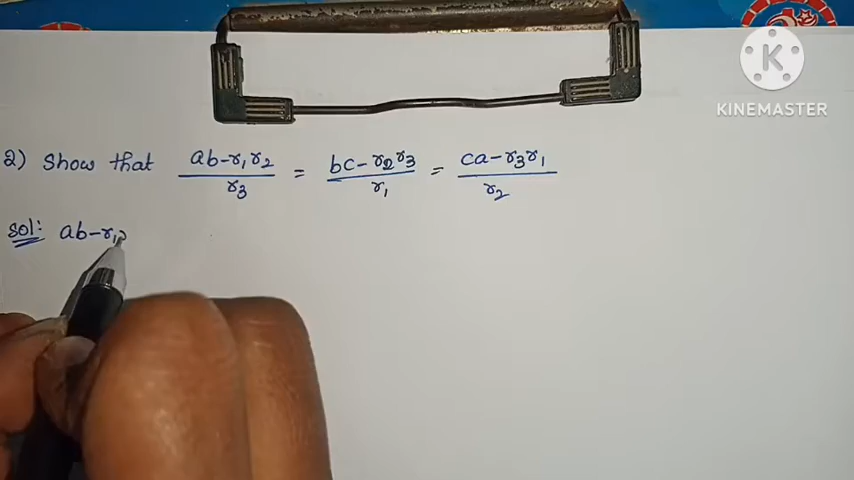 KINEMASTER
2) Show that (ab-r₁r₂)/r₃ = (bc-r₂r₃)/r₁ = (ca-r₃r₁)/r₂
Sol: ab-r₁